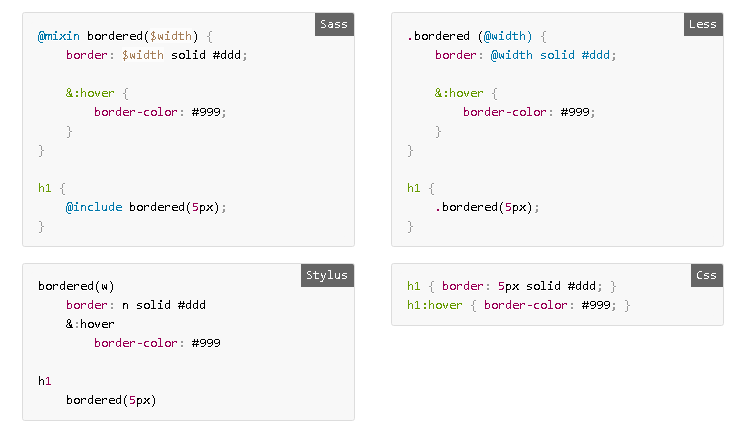 Sass
@mixin bordered($width) {
    border: $width solid #ddd;

    &:hover {
        border-color: #999;
    }
}

h1 {
    @include bordered(5px);
}
Less
.bordered (@width) {
    border: @width solid #ddd;

    &:hover {
        border-color: #999;
    }
}

h1 {
    .bordered(5px);
}
Stylus
bordered(w)
    border: n solid #ddd
    &:hover
        border-color: #999

h1
    bordered(5px)
Css
h1 { border: 5px solid #ddd; }
h1:hover { border-color: #999; }